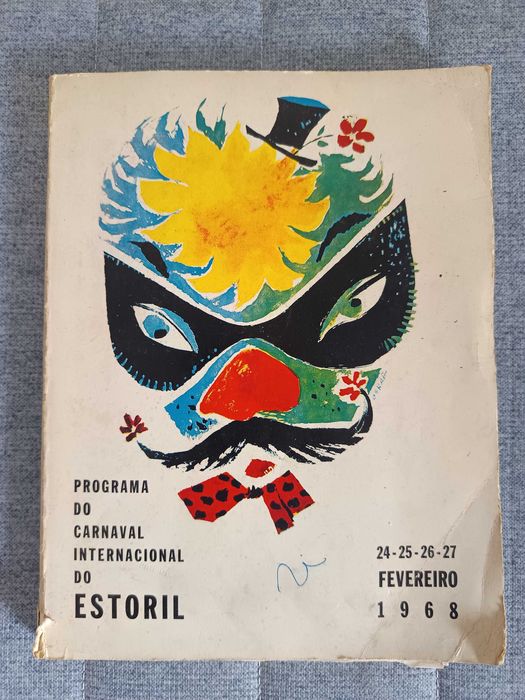 PROGRAMA
DO
CARNAVAL
INTERNACIONAL
DO
ESTORIL
24-25-26-27
FEVEREIRO
1968